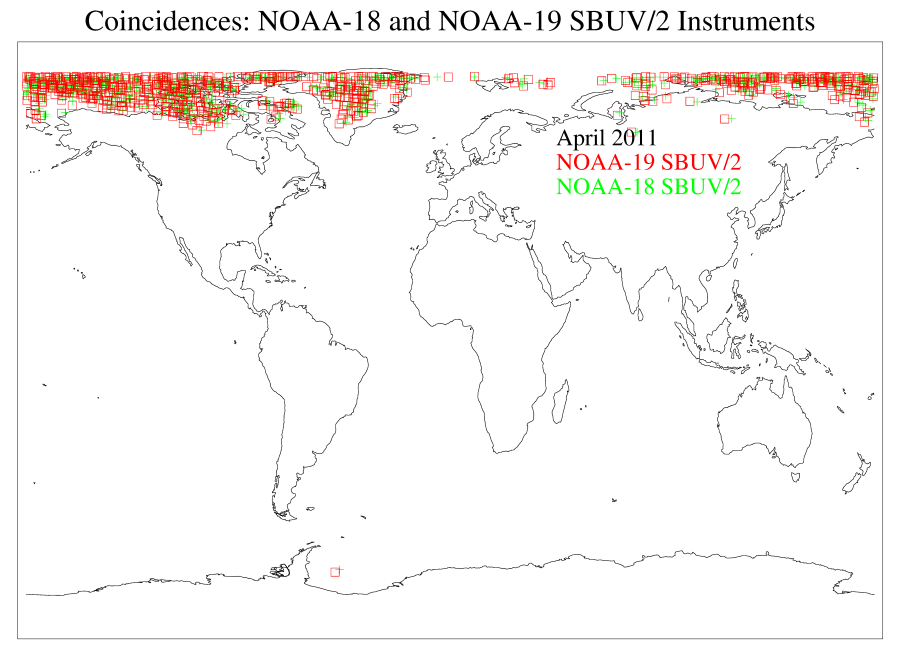 Coincidences: NOAA-18 and NOAA-19 SBUV/2 Instruments
April 2011
NOAA-19 SBUV/2
NOAA-18 SBUV/2